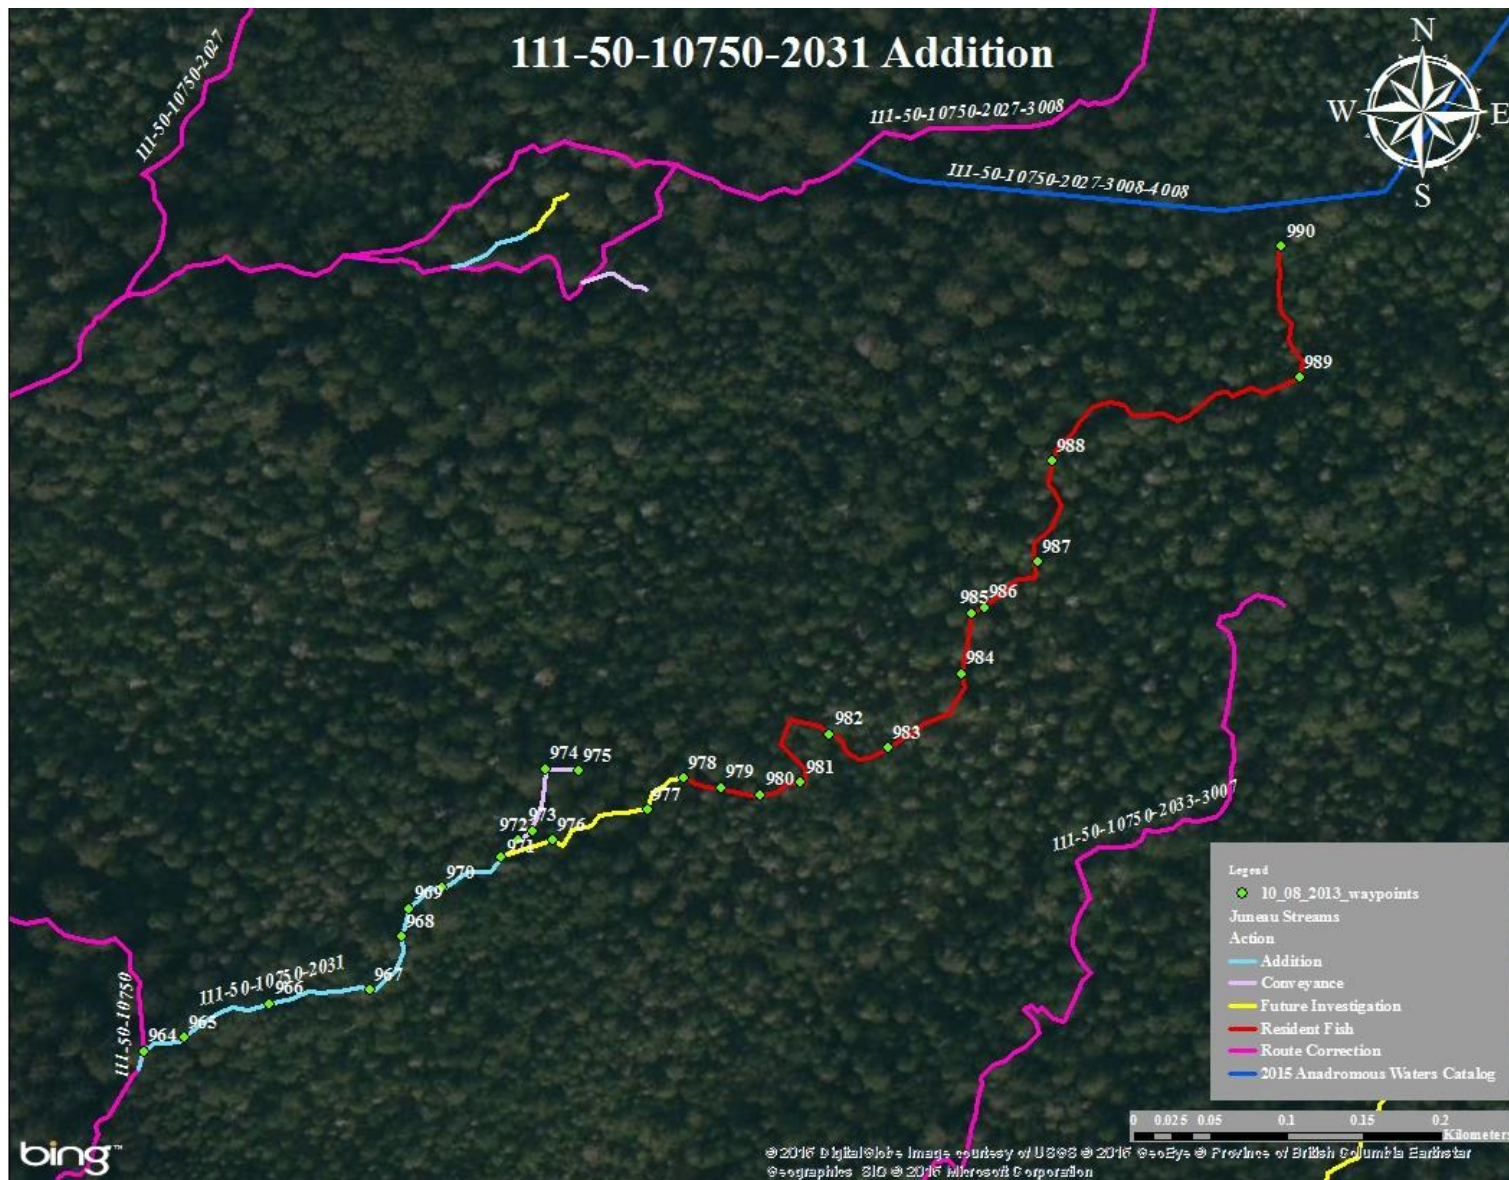 111-50-10750-2031 Addition
N
W
E
S
111-50-10750-2027
111-50-10750-2027-3008
111-50-10750-2027-3008-4008
990
989
988
987
986
985
984
983
982
981
980
979
978
977
976
975
974
973
972
971
970
969
968
967
966
965
964
111-50-10750-2031
111-50-10750
111-50-10750-2033-3007
Legend
10_08_2013_waypoints
Juneau Streams
Action
Addition
Conveyance
Future Investigation
Resident Fish
Route Correction
2015 Anadromous Waters Catalog
0 0.025 0.05 0.1 0.15 0.2
Kilometers
bing™
© 2016 DigitalGlobe Image courtesy of USGS © 2016 GeoEye © Province of British Columbia Earthstar
Geographics SIO © 2016 Microsoft Corporation